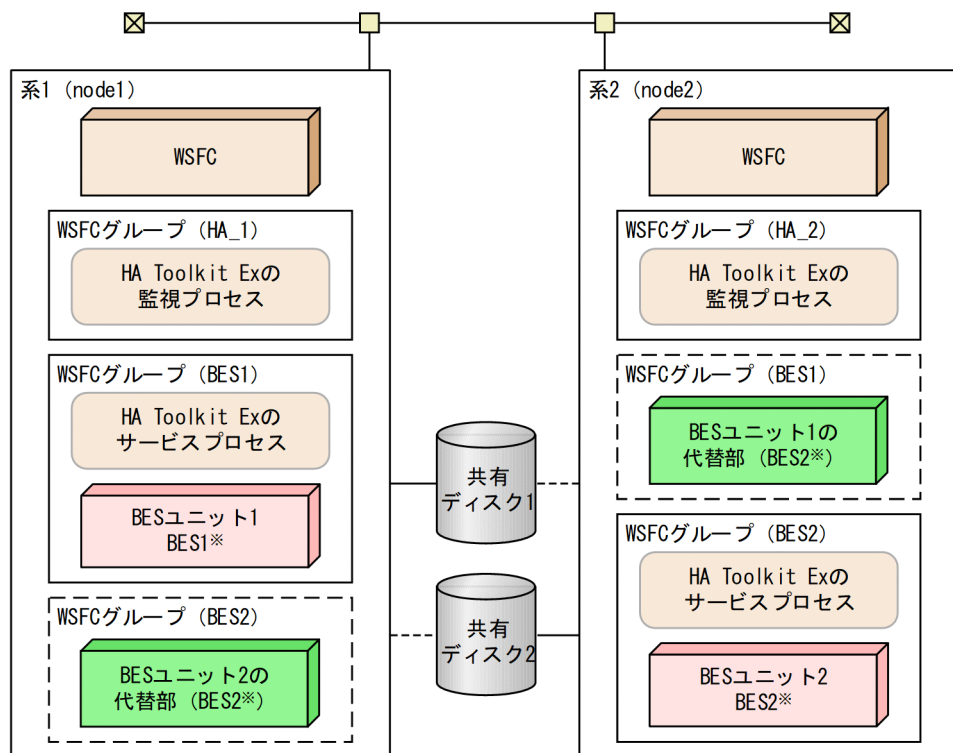 系1（node1）
WSFC
WSFCグループ（HA_1）
HA Toolkit Exの
監視プロセス
WSFCグループ（BES1）
HA Toolkit Exの
サービスプロセス
BESユニット1
BES1※
WSFCグループ（BES2）
BESユニット2の
代替部（BES2※）
共有
ディスク1
共有
ディスク2
系2（node2）
WSFC
WSFCグループ（HA_2）
HA Toolkit Exの
監視プロセス
WSFCグループ（BES1）
BESユニット1の
代替部（BES2※）
WSFCグループ（BES2）
HA Toolkit Exの
サービスプロセス
BESユニット2
BES2※